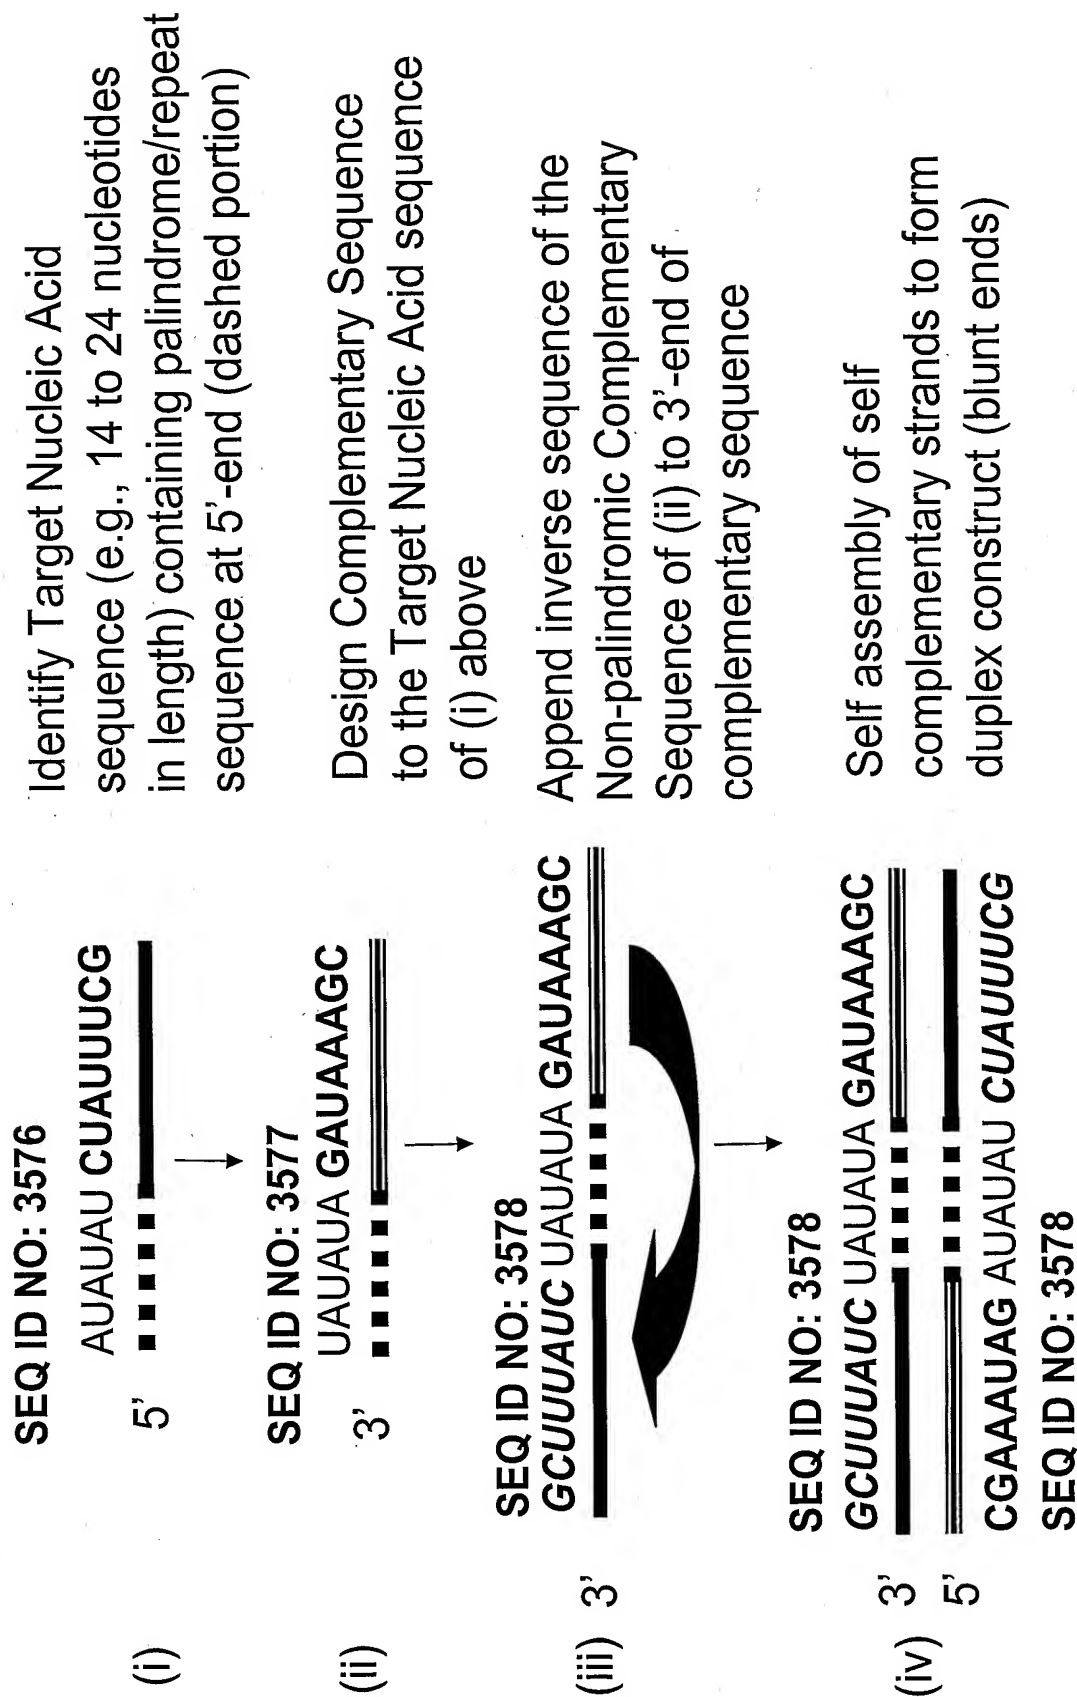 SEQ ID NO: 3576
AUAUAU CUAUUUCG
(i) 5’
Identify Target Nucleic Acid
sequence (e.g., 14 to 24 nucleotides
in length) containing palindrome/repeat
sequence at 5’-end (dashed portion)
SEQ ID NO: 3577
UAUAUA GAUAAAGC
(ii) 3’
Design Complementary Sequence
to the Target Nucleic Acid sequence
of (i) above
SEQ ID NO: 3578
GCUUUAUC UAUAUA GAUAAAGC
(iii) 3’
Append inverse sequence of the
Non-palindromic Complementary
Sequence of (ii) to 3’-end of
complementary sequence
SEQ ID NO: 3578
GCUUUAUC UAUAUA GAUAAAGC
(iv) 3’
5’
CGAAAUAG AUAUAU CUAUUUCG
SEQ ID NO: 3578
Self assembly of self
complementary strands to form
duplex construct (blunt ends)